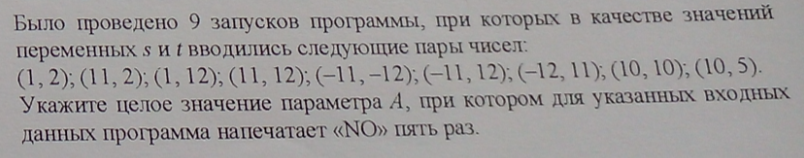 Было проведено 9 запусков программы, при которых в качестве значений
переменных s и t вводились следующие пары чисел:
(1, 2); (11, 2); (1, 12); (11, 12); (–11, –12); (–11, 12); (–12, 11); (10, 10); (10, 5).
Укажите целое значение параметра A, при котором для указанных входных
данных программа напечатает «NO» пять раз.